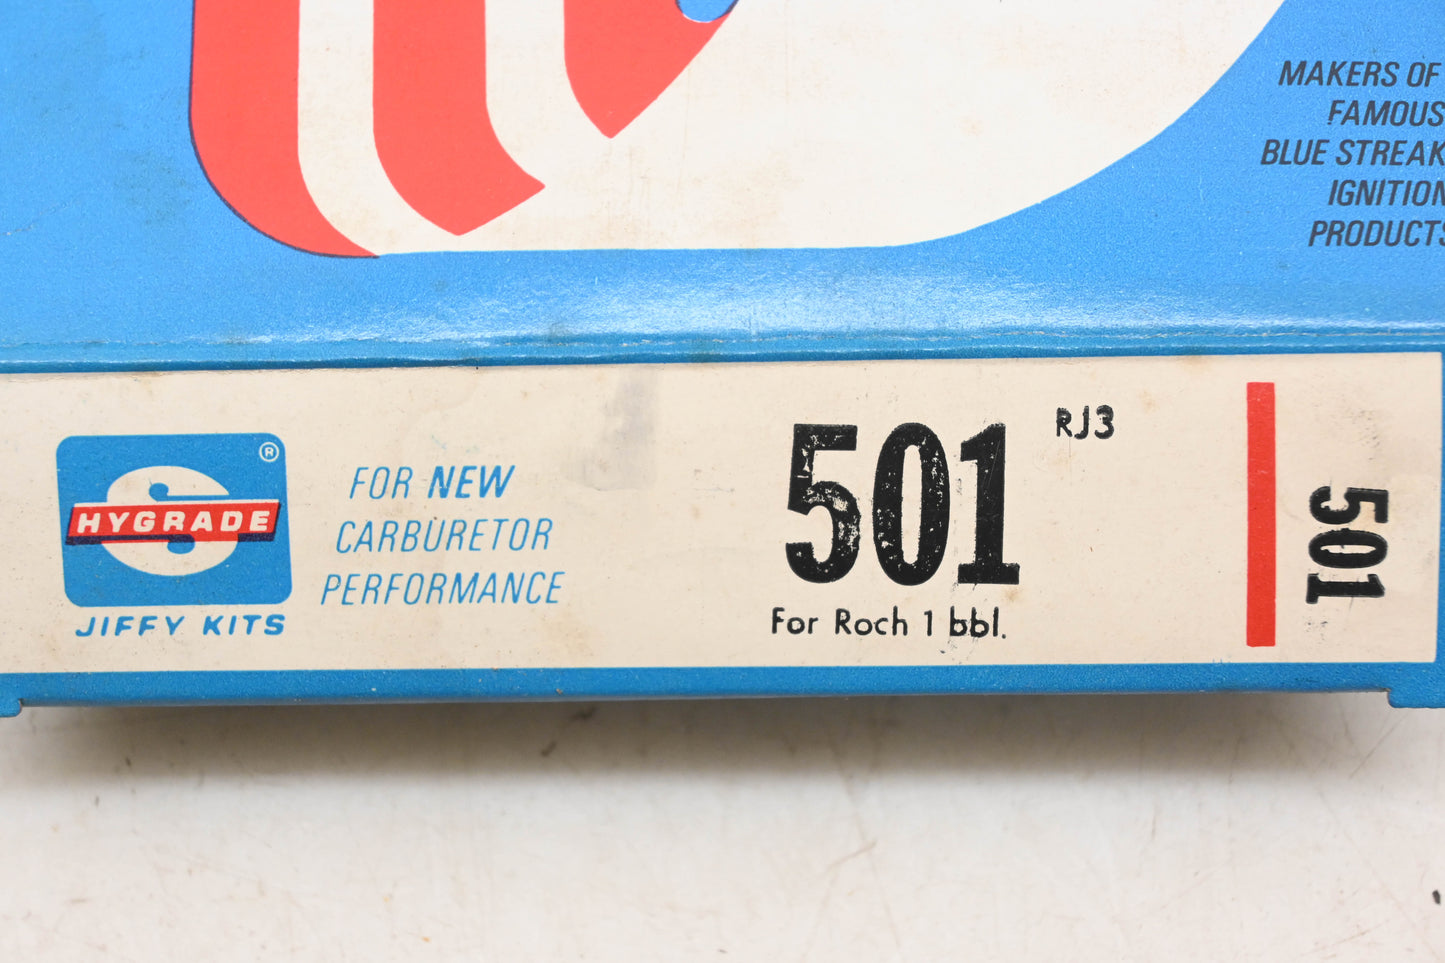 MAKERS OF
FAMOUS
BLUE STREAK
IGNITION
PRODUCTS
S
HYGRADE
®
JIFFY KITS
FOR NEW
CARBURETOR
PERFORMANCE
501
RJ3
For Roch 1 bbl.
501